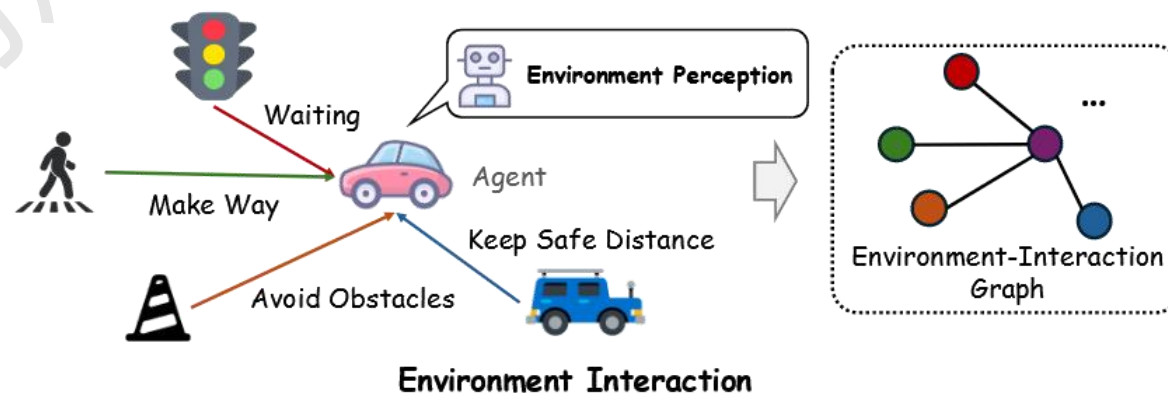 Waiting
Environment Perception
...
Agent
Make Way
Keep Safe Distance
Avoid Obstacles
Environment-Interaction
Graph
Environment Interaction